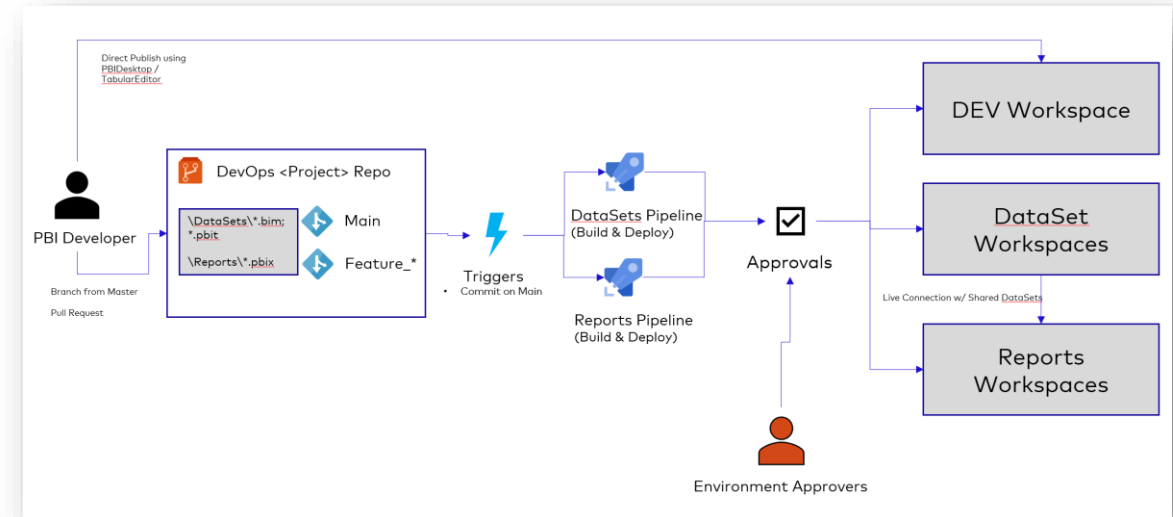 Direct Publish using
PBIDesktop /
TabularEditor
DEV Workspace
DevOps <Project> Repo
\DataSets\*.bim;
*.pbit
\Reports\*.pbix
Main
Feature_*
PBI Developer
Branch from Master
Pull Request
Triggers
• Commit on Main
DataSets Pipeline
(Build & Deploy)
Reports Pipeline
(Build & Deploy)
Approvals
Environment Approvers
DataSet
Workspaces
Live Connection w/ Shared DataSets
Reports
Workspaces